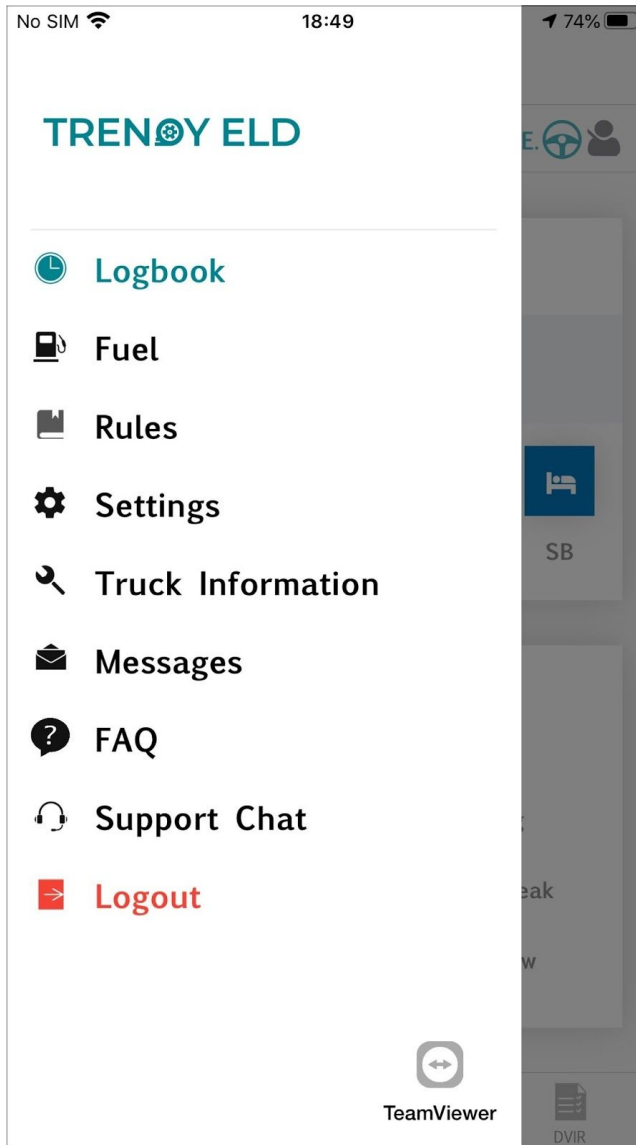 No SIM 18:49 74%
TRENDY ELD
E.
Logbook
Fuel
Rules
Settings
Truck Information
SB
Messages
FAQ
Support Chat
Logout
eak
w
TeamViewer
DVIR